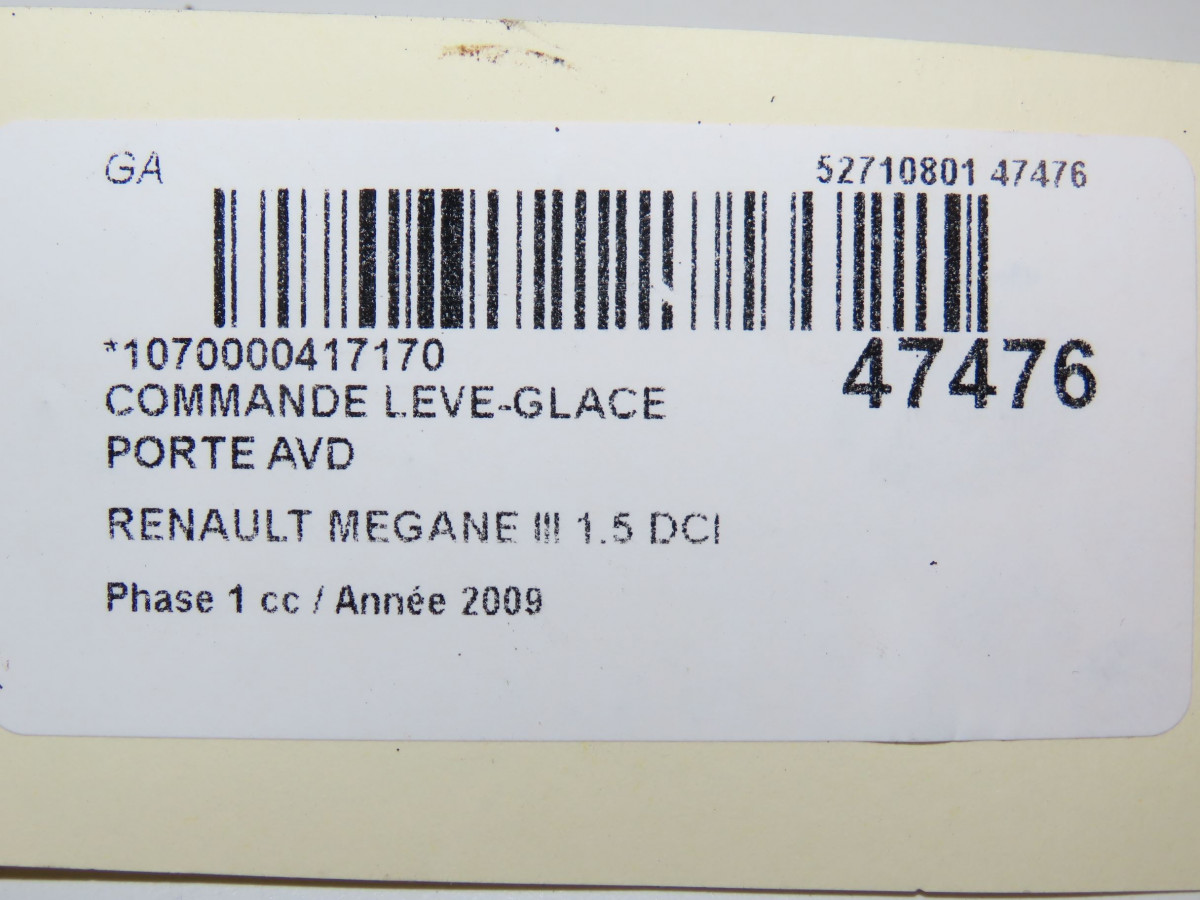 GA
52710801 47476
*1070000417170
47476
COMMANDE LEVE-GLACE
PORTE AVD
RENAULT MEGANE III 1.5 DCI
Phase 1 cc / Année 2009